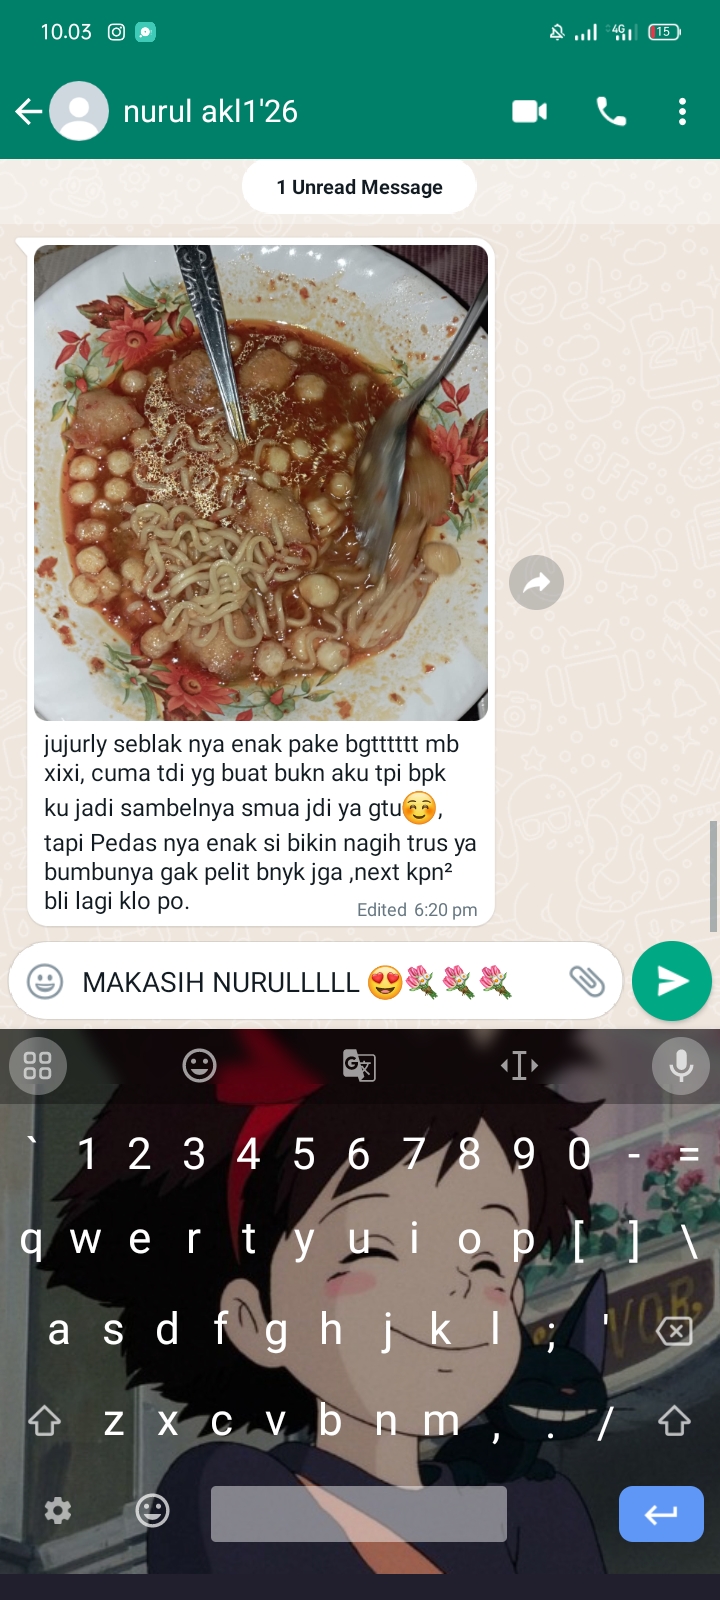 10.03 4G 15
nurul akl1'26
1 Unread Message
jujurly seblak nya enak pake bgtttttt mb
xixi, cuma tdi yg buat bukn aku tpi bpk
ku jadi sambelnya smua jdi ya gtu☺️,
tapi Pedas nya enak si bikin nagih trus ya
bumbunya gak pelit bnyk jga ,next kpn²
bli lagi klo po.
Edited 6:20 pm
MAKASIH NURULLLLL 😍💐💐💐
` 1 2 3 4 5 6 7 8 9 0 - =
q w e r t y u i o p [ ] \
a s d f g h j k l ; '
z x c v b n m , . /